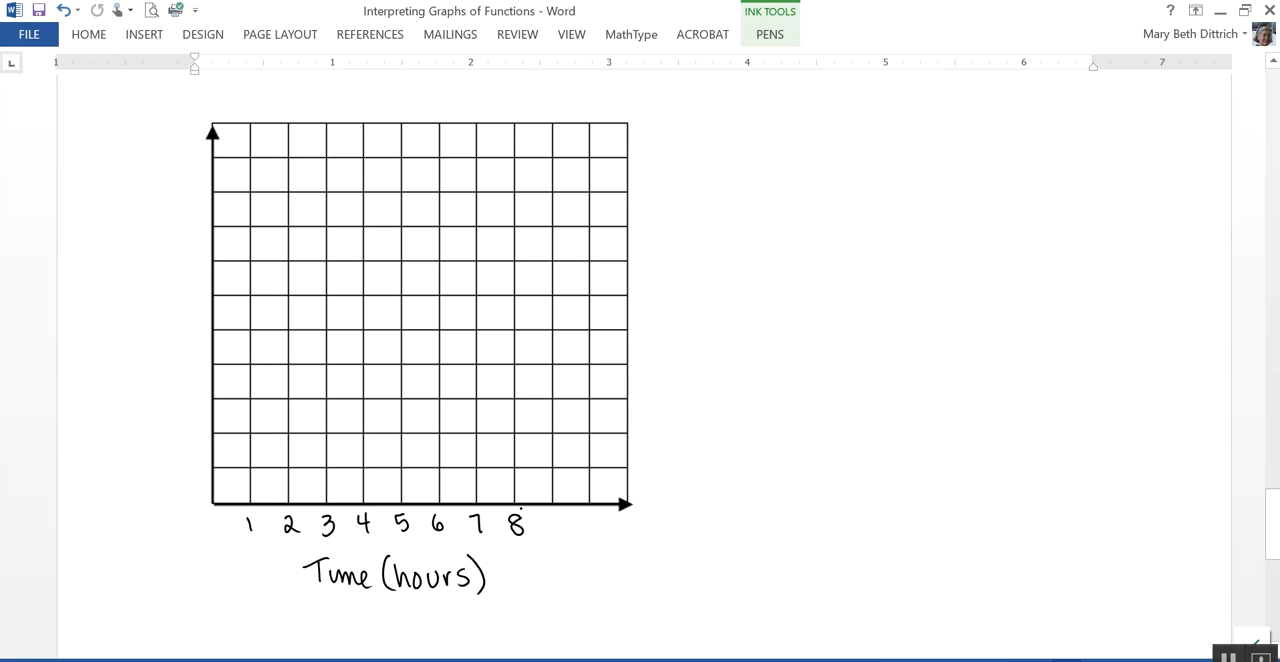 Interpreting Graphs of Functions - Word
INK TOOLS
?
FILE HOME INSERT DESIGN PAGE LAYOUT REFERENCES MAILINGS REVIEW VIEW MathType ACROBAT PENS
Mary Beth Dittrich
1 1 2 3 4 5 6 7
1 2 3 4 5 6 7 8
Time (hours)